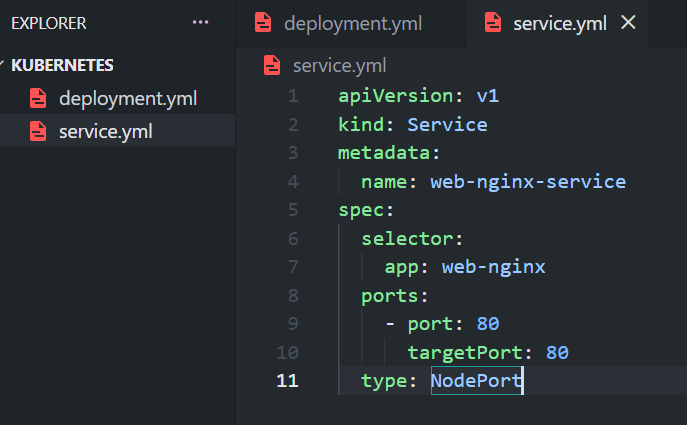 EXPLORER ···
KUBERNETES
deployment.yml
service.yml
deployment.yml service.yml
service.yml
1 apiVersion: v1
2 kind: Service
3 metadata:
4   name: web-nginx-service
5 spec:
6   selector:
7     app: web-nginx
8   ports:
9     - port: 80
10       targetPort: 80
11   type: NodePort